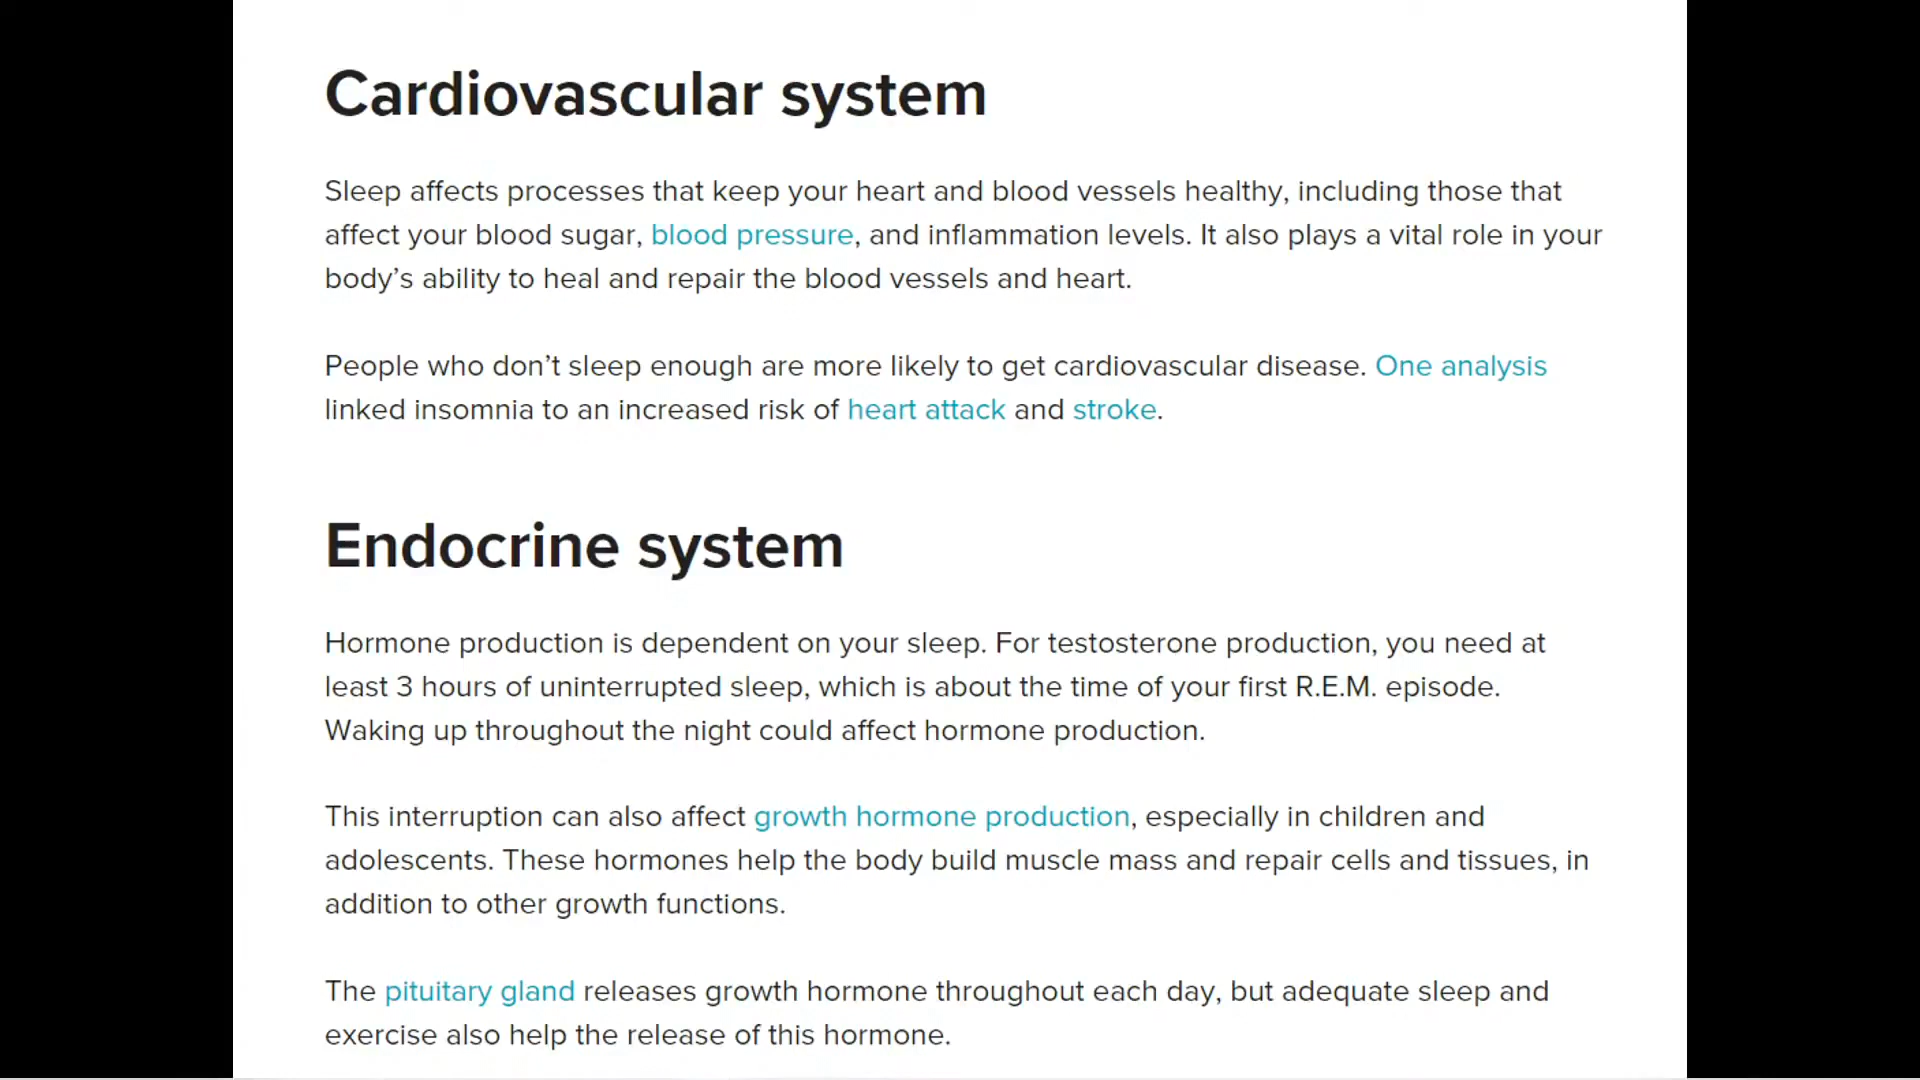 Cardiovascular system
Sleep affects processes that keep your heart and blood vessels healthy, including those that
affect your blood sugar, blood pressure, and inflammation levels. It also plays a vital role in your
body’s ability to heal and repair the blood vessels and heart.
People who don’t sleep enough are more likely to get cardiovascular disease. One analysis
linked insomnia to an increased risk of heart attack and stroke.
Endocrine system
Hormone production is dependent on your sleep. For testosterone production, you need at
least 3 hours of uninterrupted sleep, which is about the time of your first R.E.M. episode.
Waking up throughout the night could affect hormone production.
This interruption can also affect growth hormone production, especially in children and
adolescents. These hormones help the body build muscle mass and repair cells and tissues, in
addition to other growth functions.
The pituitary gland releases growth hormone throughout each day, but adequate sleep and
exercise also help the release of this hormone.